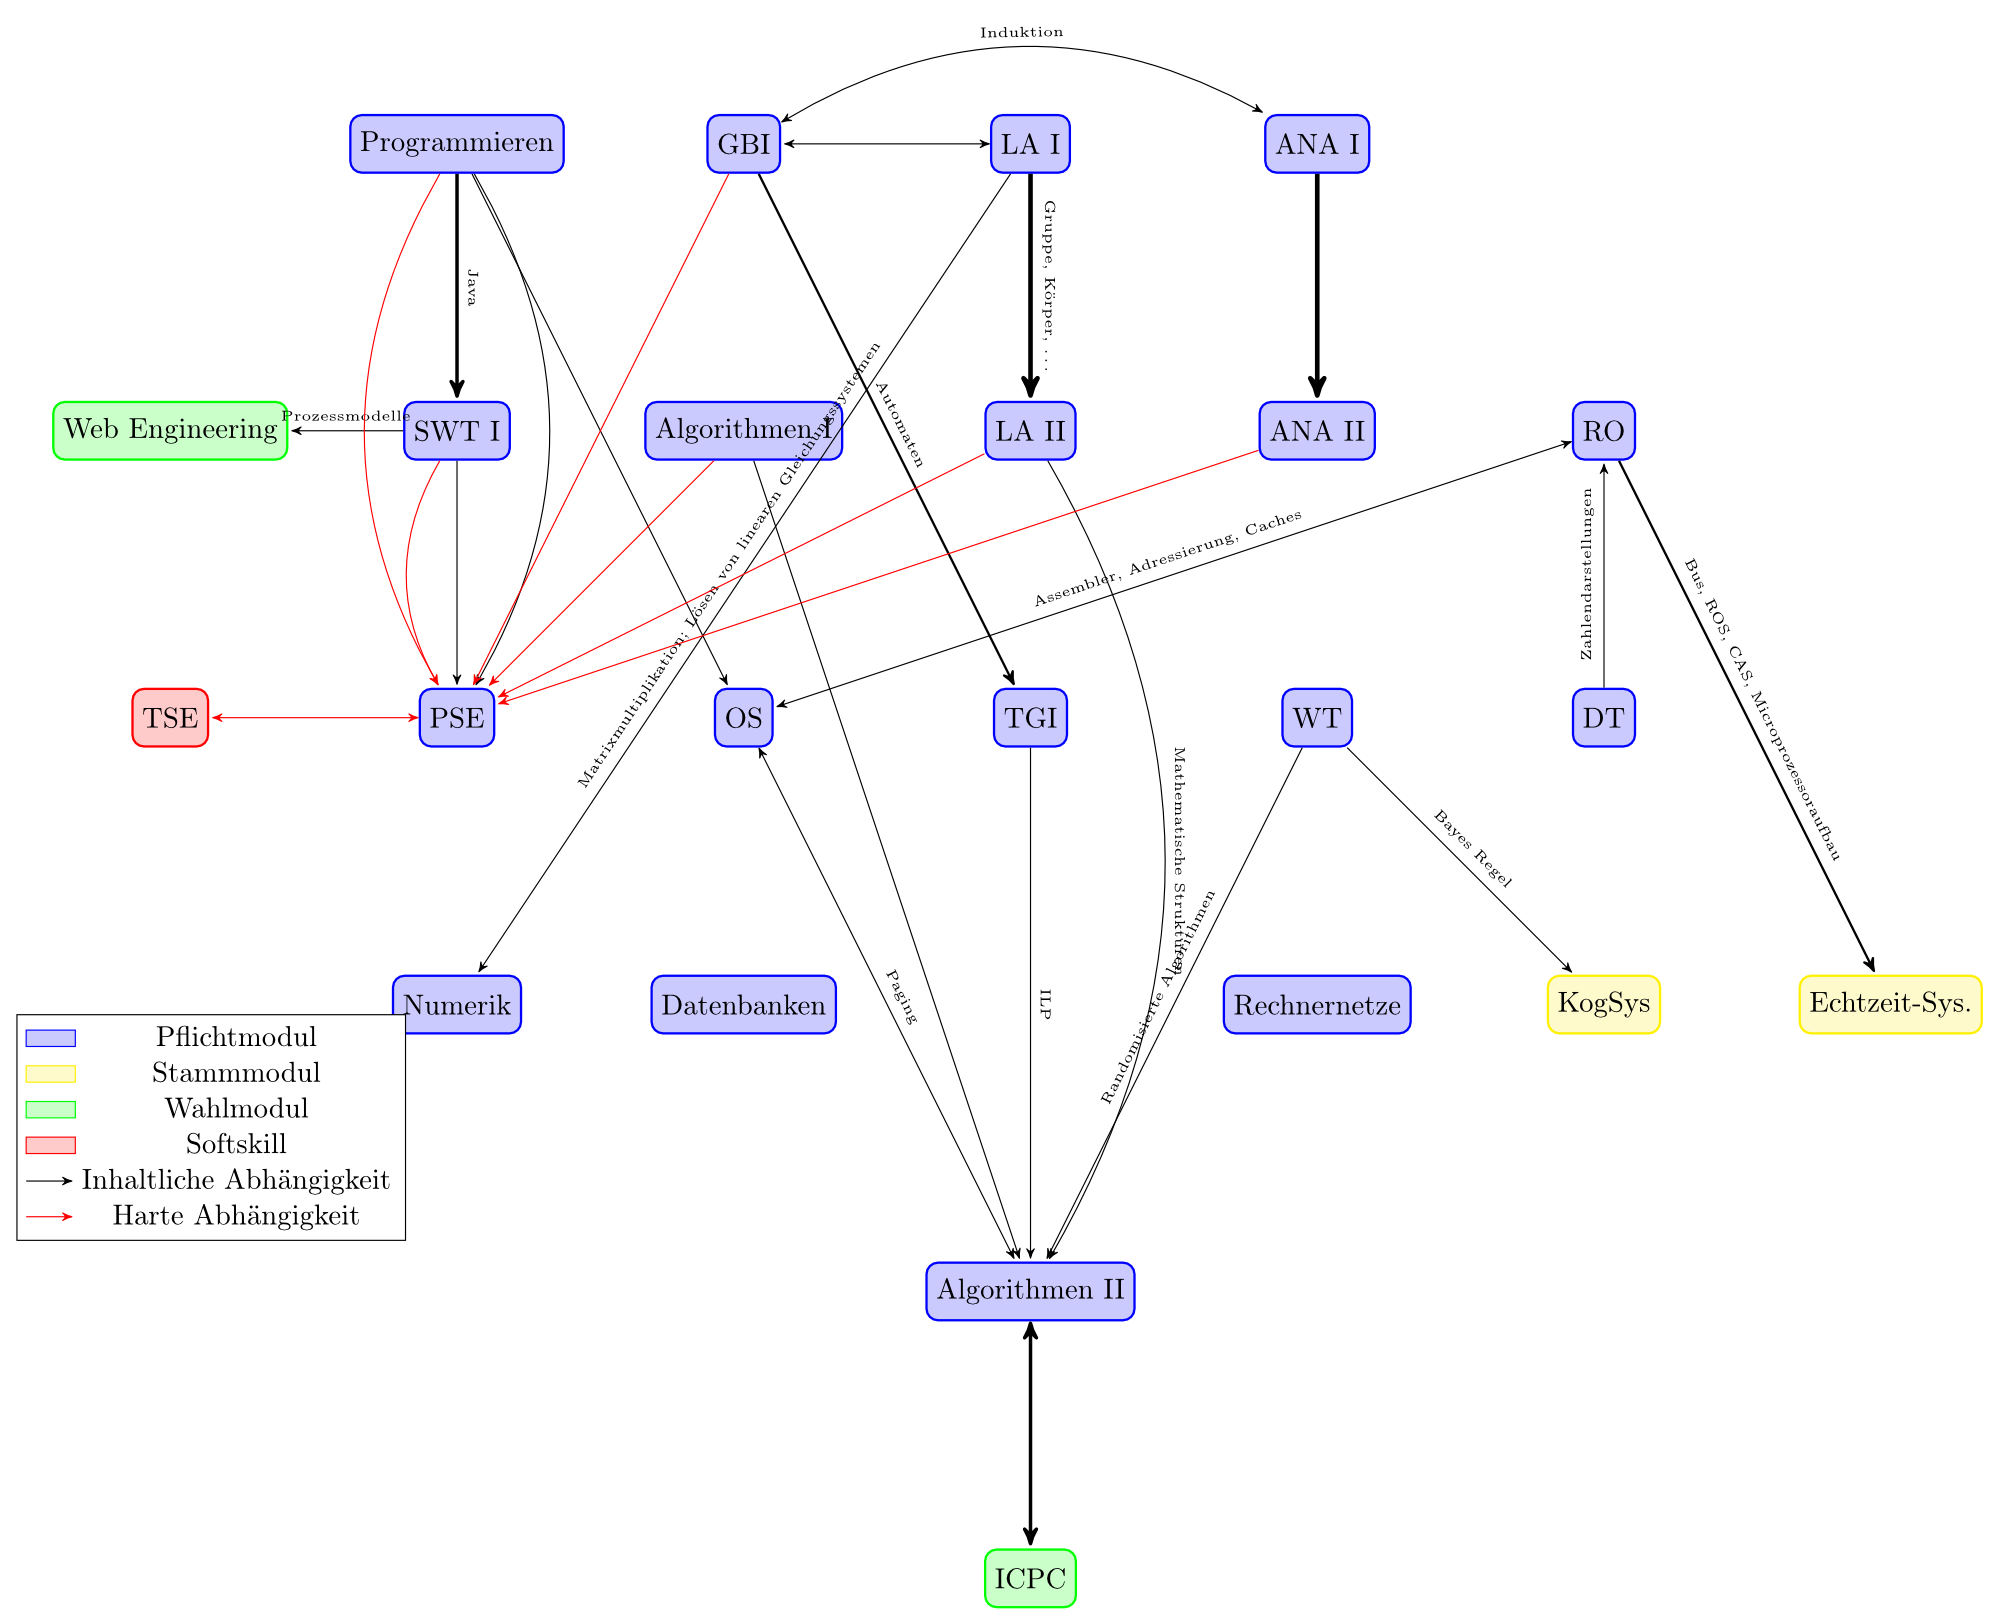 Induktion
Programmieren
GBI
LA I
ANA I
Java
Gruppe, Körper, ...
Automaten
Web Engineering
Prozessmodelle
SWT I
Algorithmen I
LA II
ANA II
RO
Matrixmultiplikation; Lösen von linearen Gleichungssystemen
Assembler, Adressierung, Caches
Zahlendarstellungen
Bus, ROS, CAS, Microprozessoraufbau
TSE
PSE
OS
TGI
WT
DT
Mathematische Strukturen
Bayes Regel
Randomisierte Algorithmen
Paging
ILP
Numerik
Datenbanken
Rechnernetze
KogSys
Echtzeit-Sys.
Pflichtmodul
Stammmodul
Wahlmodul
Softskill
Inhaltliche Abhängigkeit
Harte Abhängigkeit
Algorithmen II
ICPC